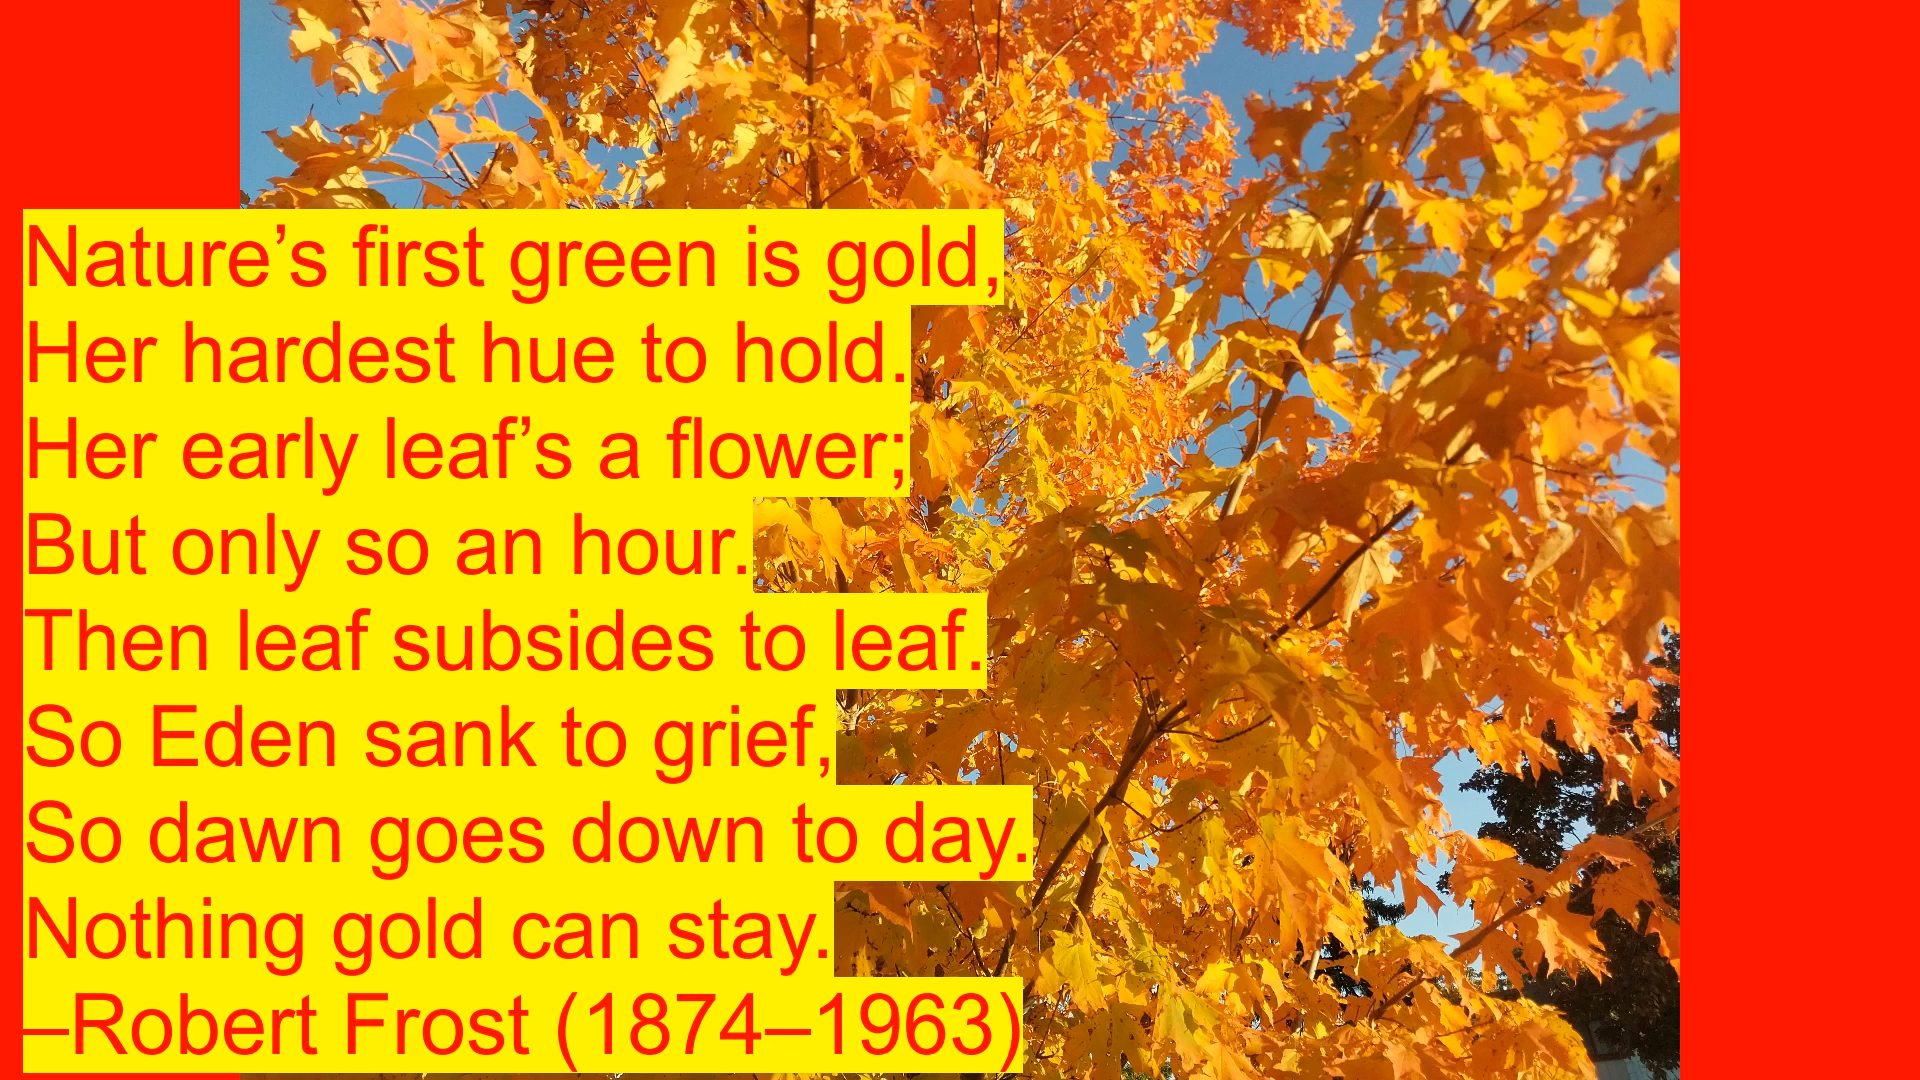 Nature’s first green is gold,
Her hardest hue to hold.
Her early leaf’s a flower;
But only so an hour.
Then leaf subsides to leaf.
So Eden sank to grief,
So dawn goes down to day.
Nothing gold can stay.
—Robert Frost (1874–1963)